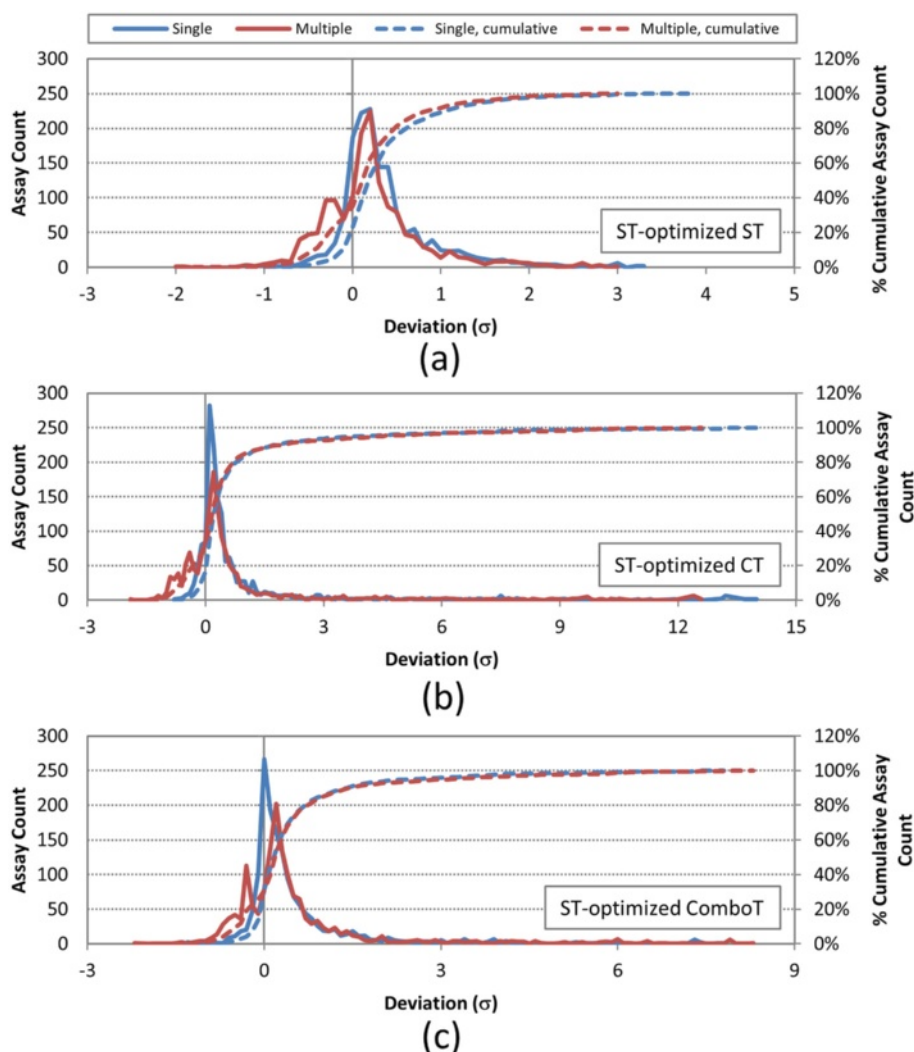 Single Multiple Single, cumulative Multiple, cumulative
300 120%
250 100%
200 80%
150 60%
100 40%
50 20%
0 0%
-3 -2 -1 0 1 2 3 4 5
Assay Count
% Cumulative Assay Count
ST-optimized ST
Deviation (σ)
(a)
300 120%
250 100%
200 80%
150 60%
100 40%
50 20%
0 0%
-3 0 3 6 9 12 15
Assay Count
% Cumulative Assay
Count
ST-optimized CT
Deviation (σ)
(b)
300 120%
250 100%
200 80%
150 60%
100 40%
50 20%
0 0%
-3 0 3 6 9
Assay Count
% Cumulative Assay
Count
ST-optimized ComboT
Deviation (σ)
(c)